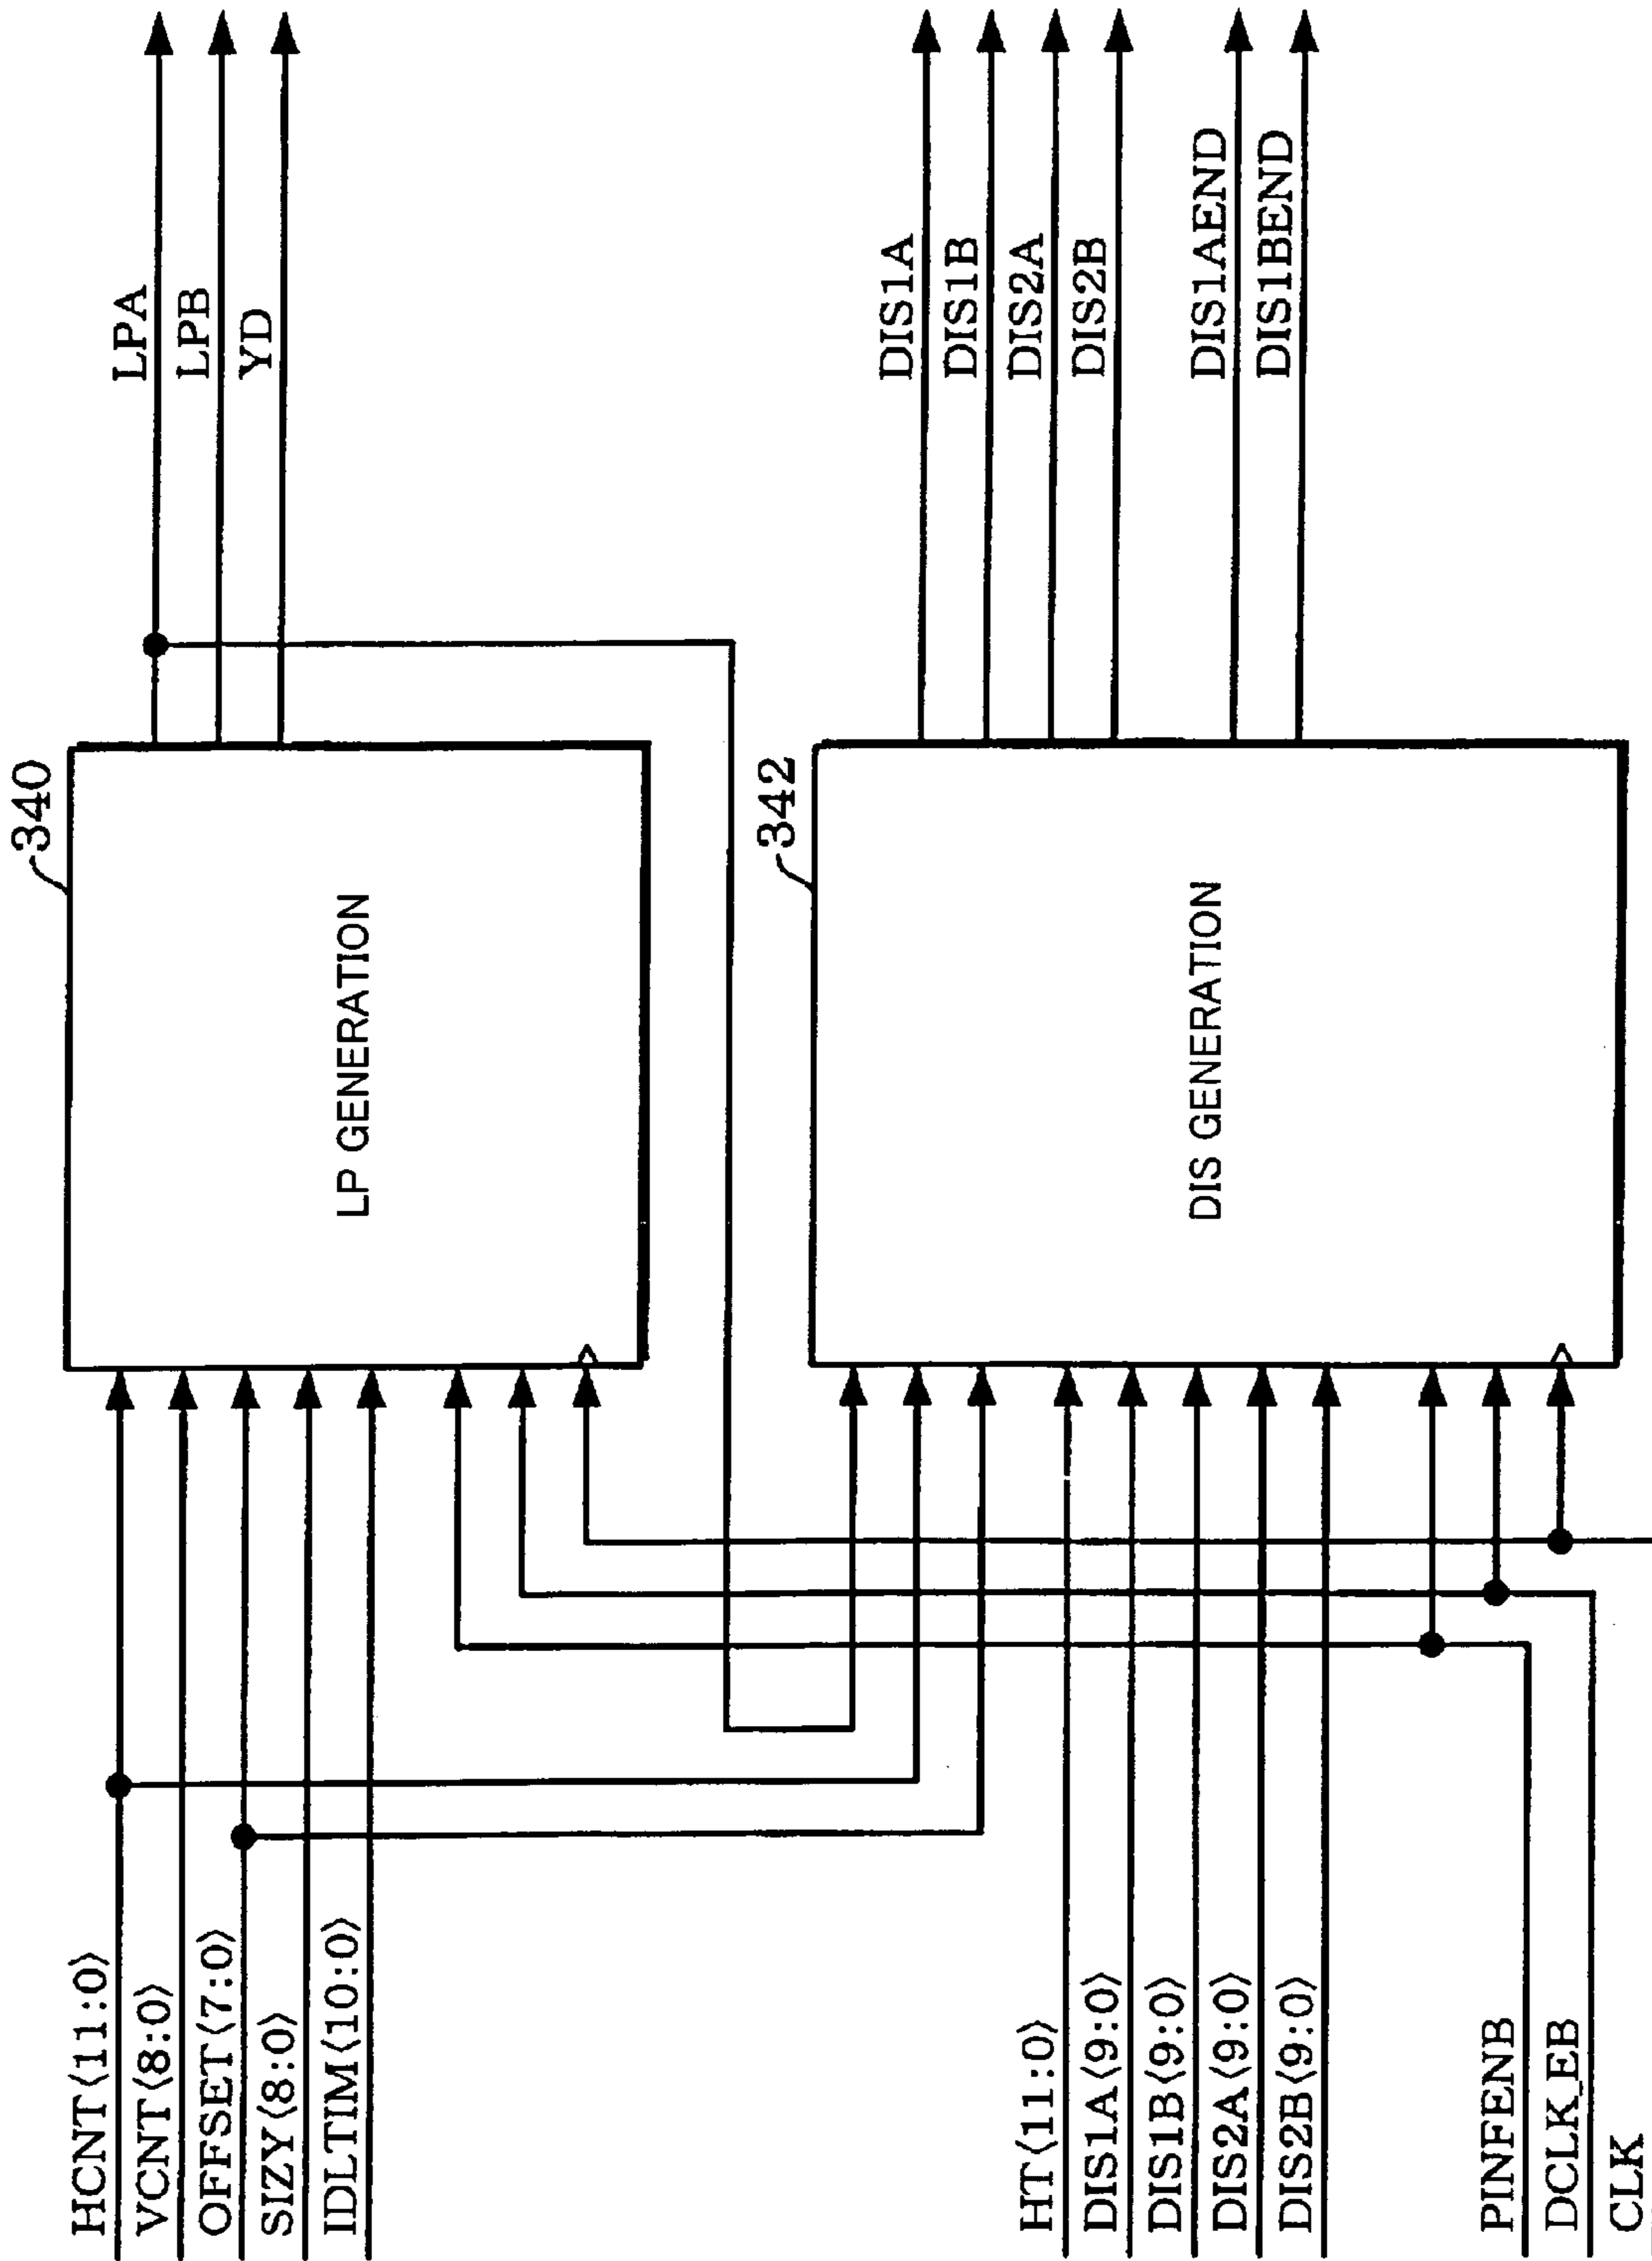 HCNT⟨11:0⟩
VCNT⟨8:0⟩
OFFSET⟨7:0⟩
SIZY⟨8:0⟩
IDLTIM⟨10:0⟩
340
LP GENERATION
LPA
LPB
YD
HT⟨11:0⟩
DIS1A⟨9:0⟩
DIS1B⟨9:0⟩
DIS2A⟨9:0⟩
DIS2B⟨9:0⟩
PINFENB
DCLK_EB
CLK
342
DIS GENERATION
DIS1A
DIS1B
DIS2A
DIS2B
DIS1AEND
DIS1BEND